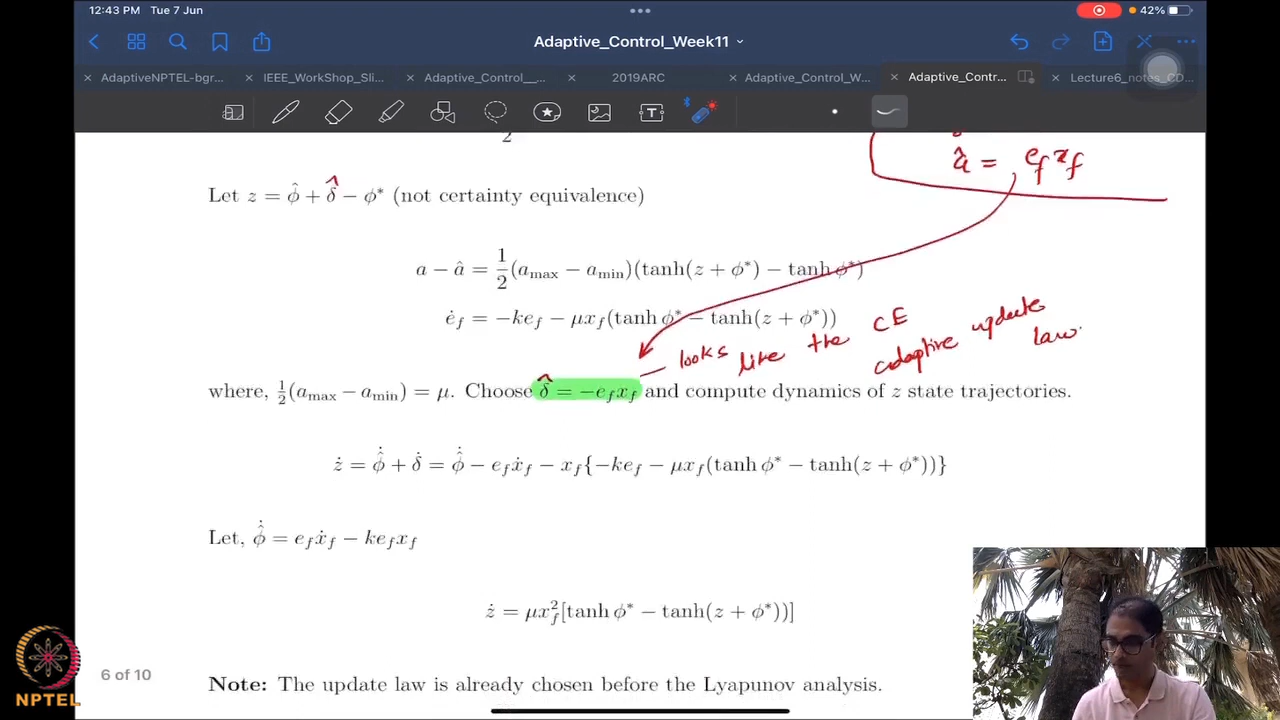 12:43 PM Tue 7 Jun
42%
Adaptive_Control_Week11
AdaptiveNPTEL-bgr...
IEEE_WorkShop_Sli...
Adaptive_Control__...
2019ARC
Adaptive_Control_W...
Adaptive_Contr...
Lecture6_notes_CD...
2
â = e_f x_f
Let z = φ̂ + δ̂ − φ* (not certainty equivalence)
a − â = 1/2 (a_max − a_min)(tanh(z + φ*) − tanh φ*)
ė_f = −ke_f − μx_f(tanh φ* − tanh(z + φ*))
looks like the CE
adaptive update
law
where, 1/2(a_max − a_min) = μ. Choose δ̂ = −e_f x_f and compute dynamics of z state trajectories.
ż = φ̂̇ + δ̇ = φ̂̇ − e_f ẋ_f − x_f{−ke_f − μx_f(tanh φ* − tanh(z + φ*))}
Let, φ̂̇ = e_f ẋ_f − ke_f x_f
ż = μx_f²[tanh φ* − tanh(z + φ*))]
Note: The update law is already chosen before the Lyapunov analysis.
6 of 10
NPTEL